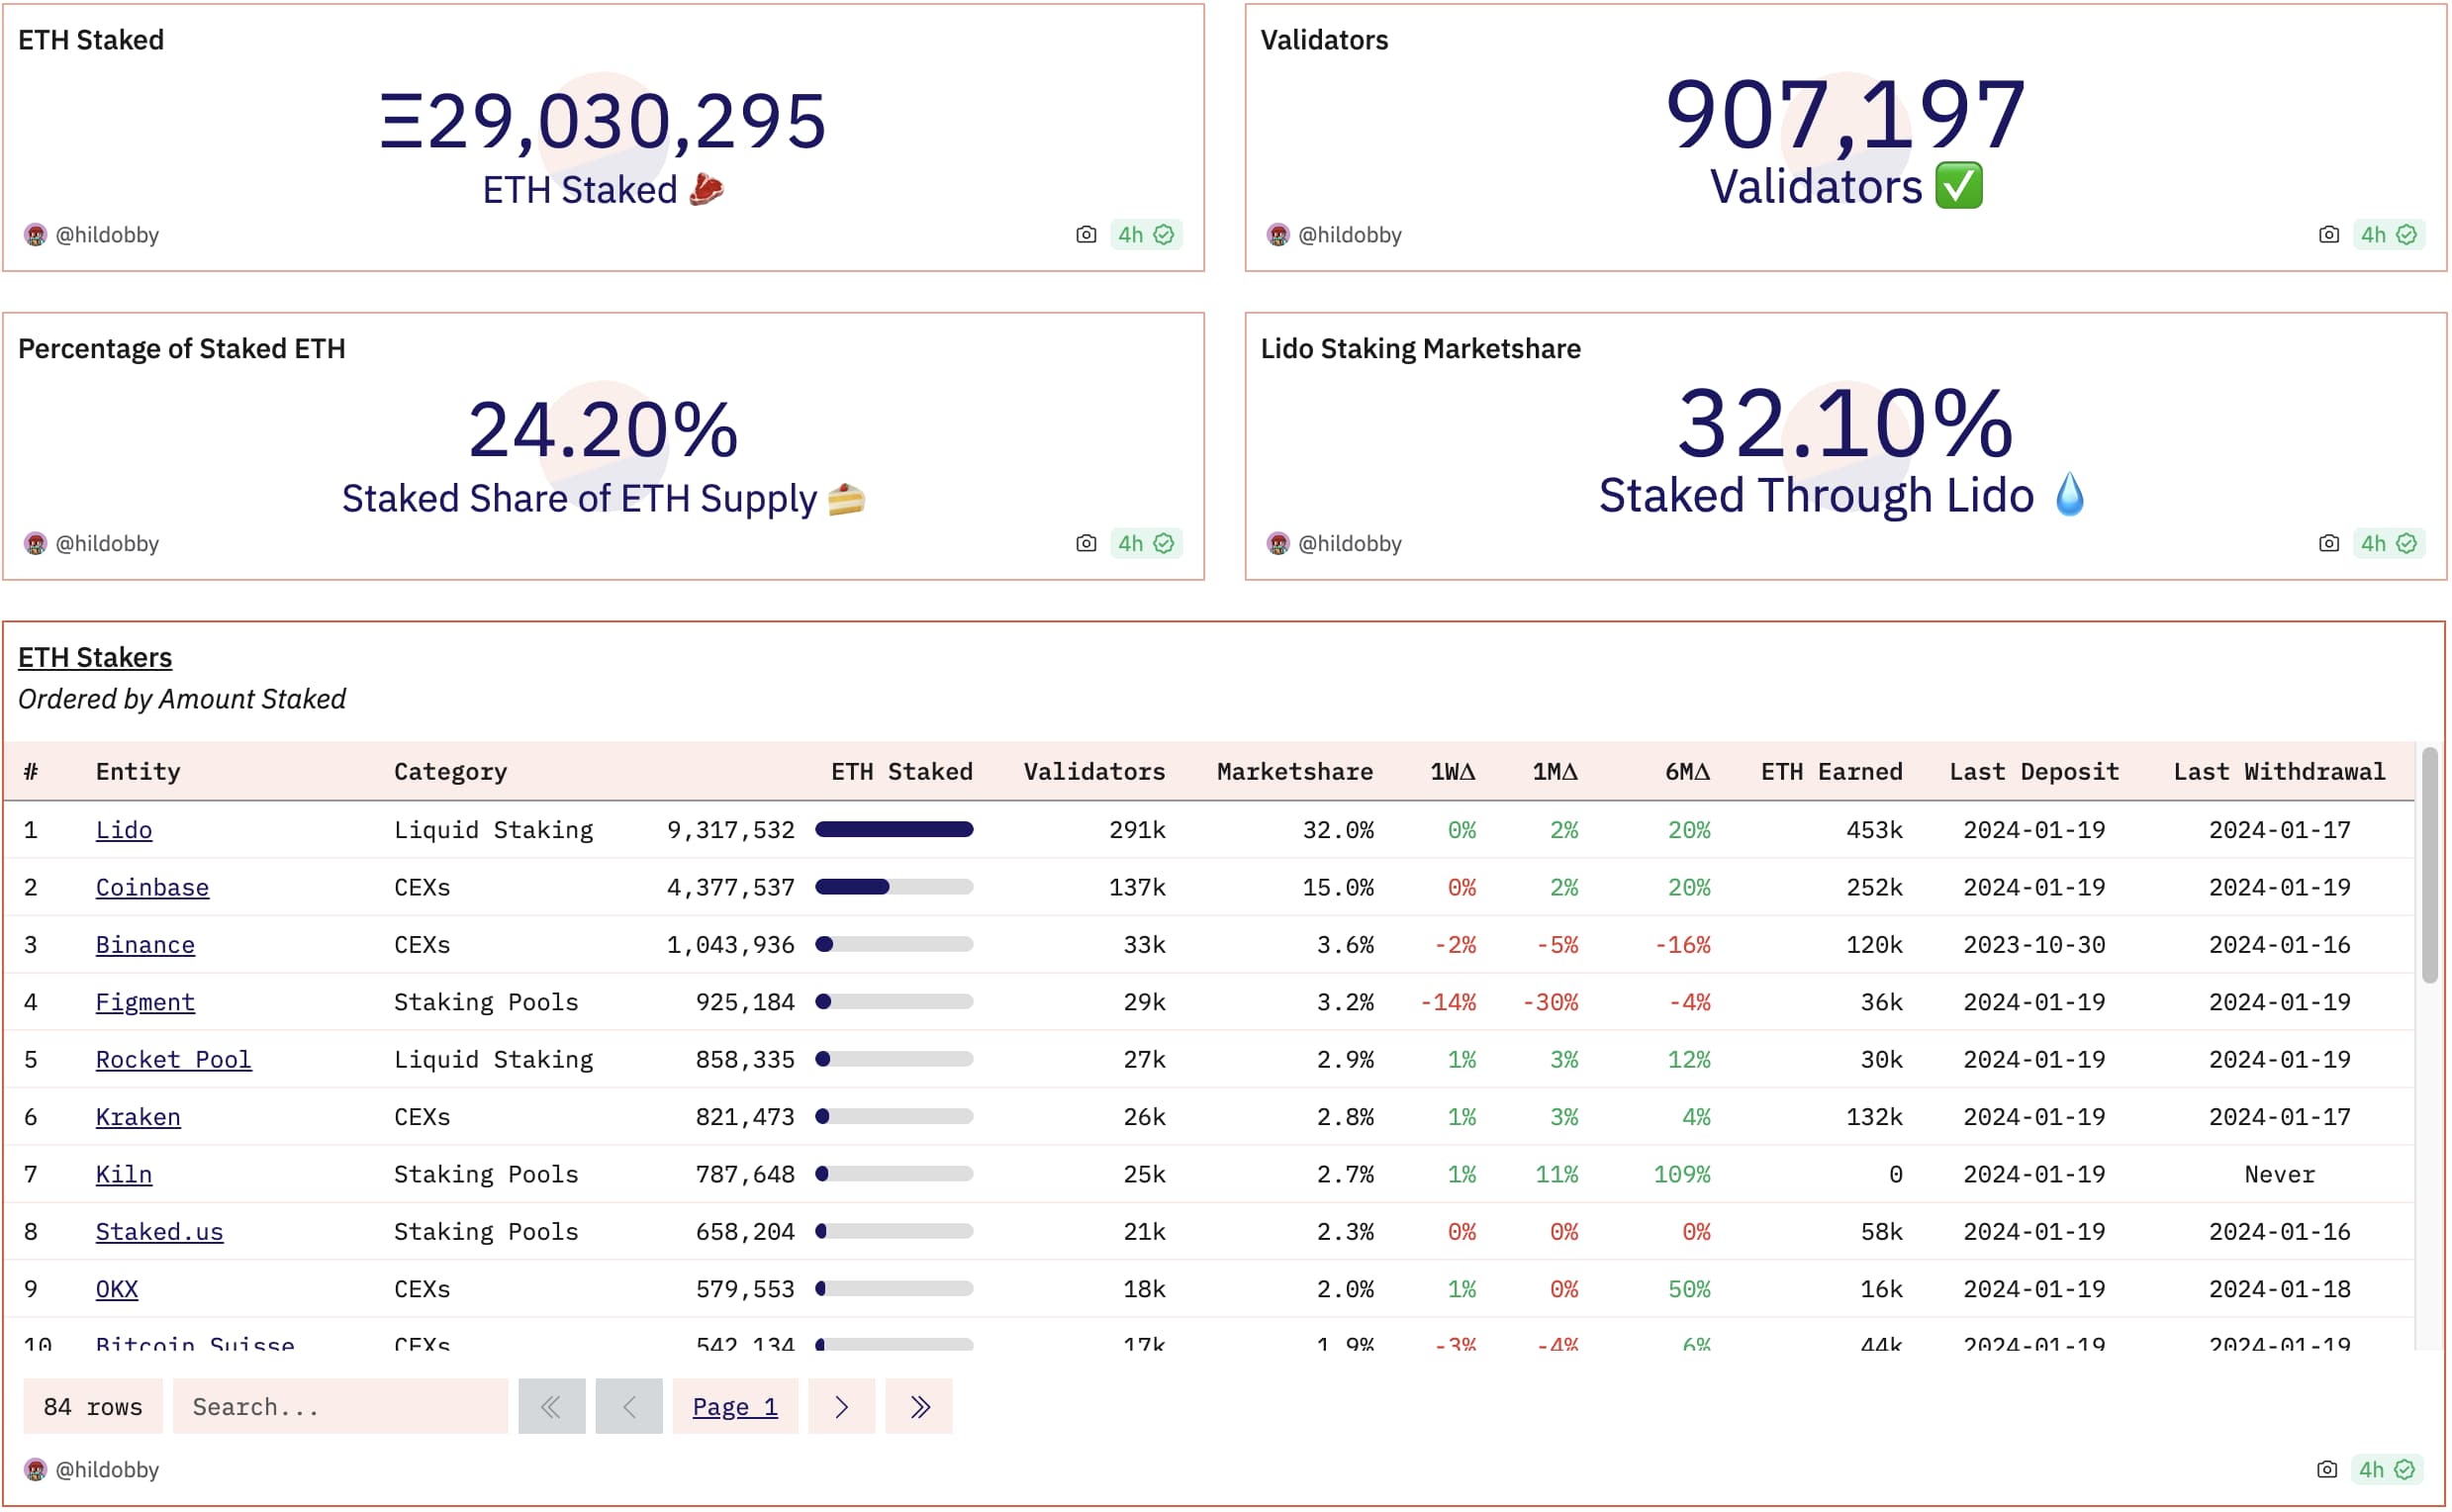 ETH Staked
Ξ29,030,295
ETH Staked 🥩
@hildobby
4h
Validators
907,197
Validators ✅
@hildobby
4h
Percentage of Staked ETH
24.20%
Staked Share of ETH Supply 🍰
@hildobby
4h
Lido Staking Marketshare
32.10%
Staked Through Lido 💧
@hildobby
4h
ETH Stakers
Ordered by Amount Staked
# Entity Category ETH Staked Validators Marketshare 1WΔ 1MΔ 6MΔ ETH Earned Last Deposit Last Withdrawal
1 Lido Liquid Staking 9,317,532 291k 32.0% 0% 2% 20% 453k 2024-01-19 2024-01-17
2 Coinbase CEXs 4,377,537 137k 15.0% 0% 2% 20% 252k 2024-01-19 2024-01-19
3 Binance CEXs 1,043,936 33k 3.6% -2% -5% -16% 120k 2023-10-30 2024-01-16
4 Figment Staking Pools 925,184 29k 3.2% -14% -30% -4% 36k 2024-01-19 2024-01-19
5 Rocket Pool Liquid Staking 858,335 27k 2.9% 1% 3% 12% 30k 2024-01-19 2024-01-19
6 Kraken CEXs 821,473 26k 2.8% 1% 3% 4% 132k 2024-01-19 2024-01-17
7 Kiln Staking Pools 787,648 25k 2.7% 1% 11% 109% 0 2024-01-19 Never
8 Staked.us Staking Pools 658,204 21k 2.3% 0% 0% 0% 58k 2024-01-19 2024-01-16
9 OKX CEXs 579,553 18k 2.0% 1% 0% 50% 16k 2024-01-19 2024-01-18
10 Bitcoin Suisse CEXs 542,134 17k 1.9% -3% -4% 6% 44k 2024-01-19 2024-01-19
84 rows Search... Page 1
@hildobby
4h